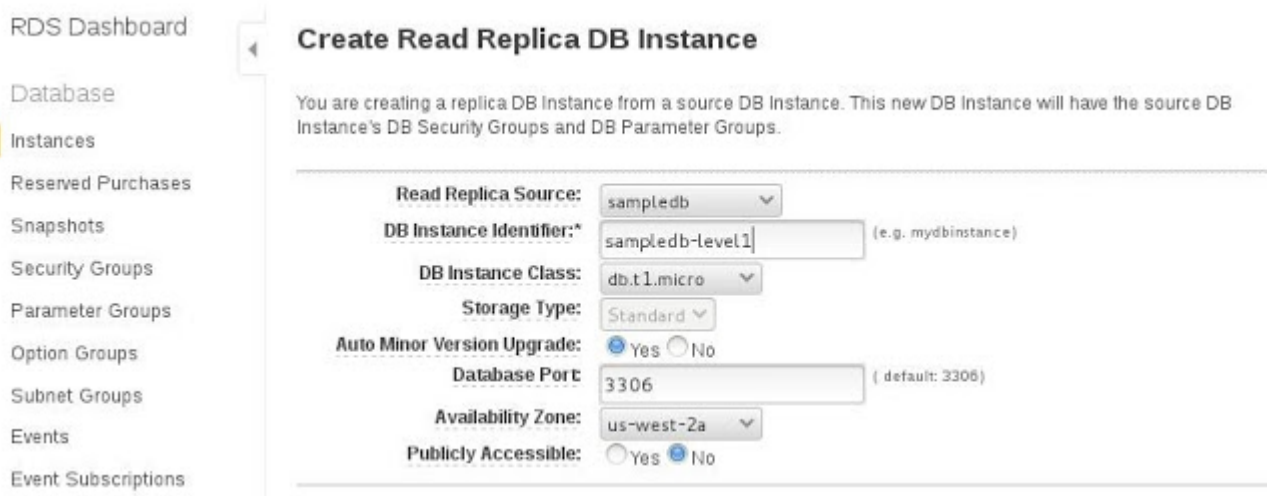 RDS Dashboard
Database
Instances
Reserved Purchases
Snapshots
Security Groups
Parameter Groups
Option Groups
Subnet Groups
Events
Event Subscriptions
Create Read Replica DB Instance
You are creating a replica DB Instance from a source DB Instance. This new DB Instance will have the source DB
Instance's DB Security Groups and DB Parameter Groups.
Read Replica Source: sampledb
DB Instance Identifier:* sampledb-level1 (e.g. mydbinstance)
DB Instance Class: db.t1.micro
Storage Type: Standard
Auto Minor Version Upgrade: Yes No
Database Port: 3306 ( default: 3306)
Availability Zone: us-west-2a
Publicly Accessible: Yes No